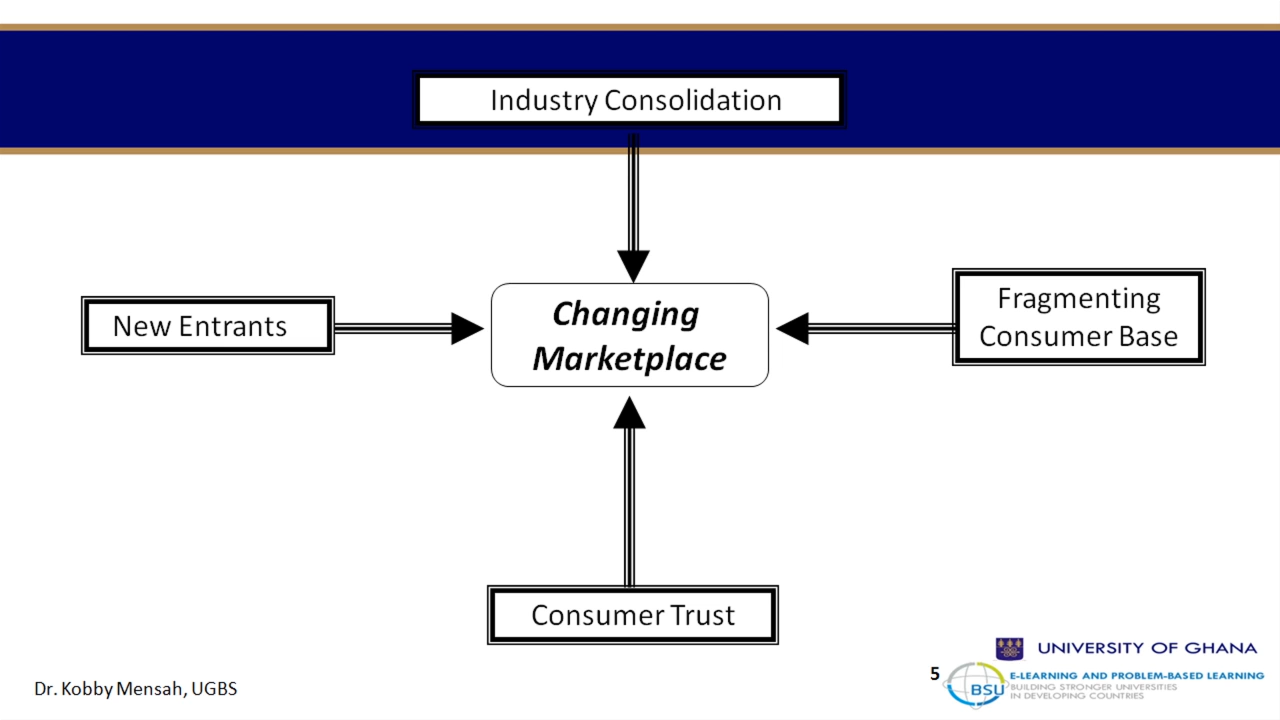 Industry Consolidation
New Entrants
Changing
Marketplace
Fragmenting
Consumer Base
Consumer Trust
Dr. Kobby Mensah, UGBS
5
UNIVERSITY OF GHANA
BSU
E-LEARNING AND PROBLEM-BASED LEARNING
BUILDING STRONGER UNIVERSITIES
IN DEVELOPING COUNTRIES